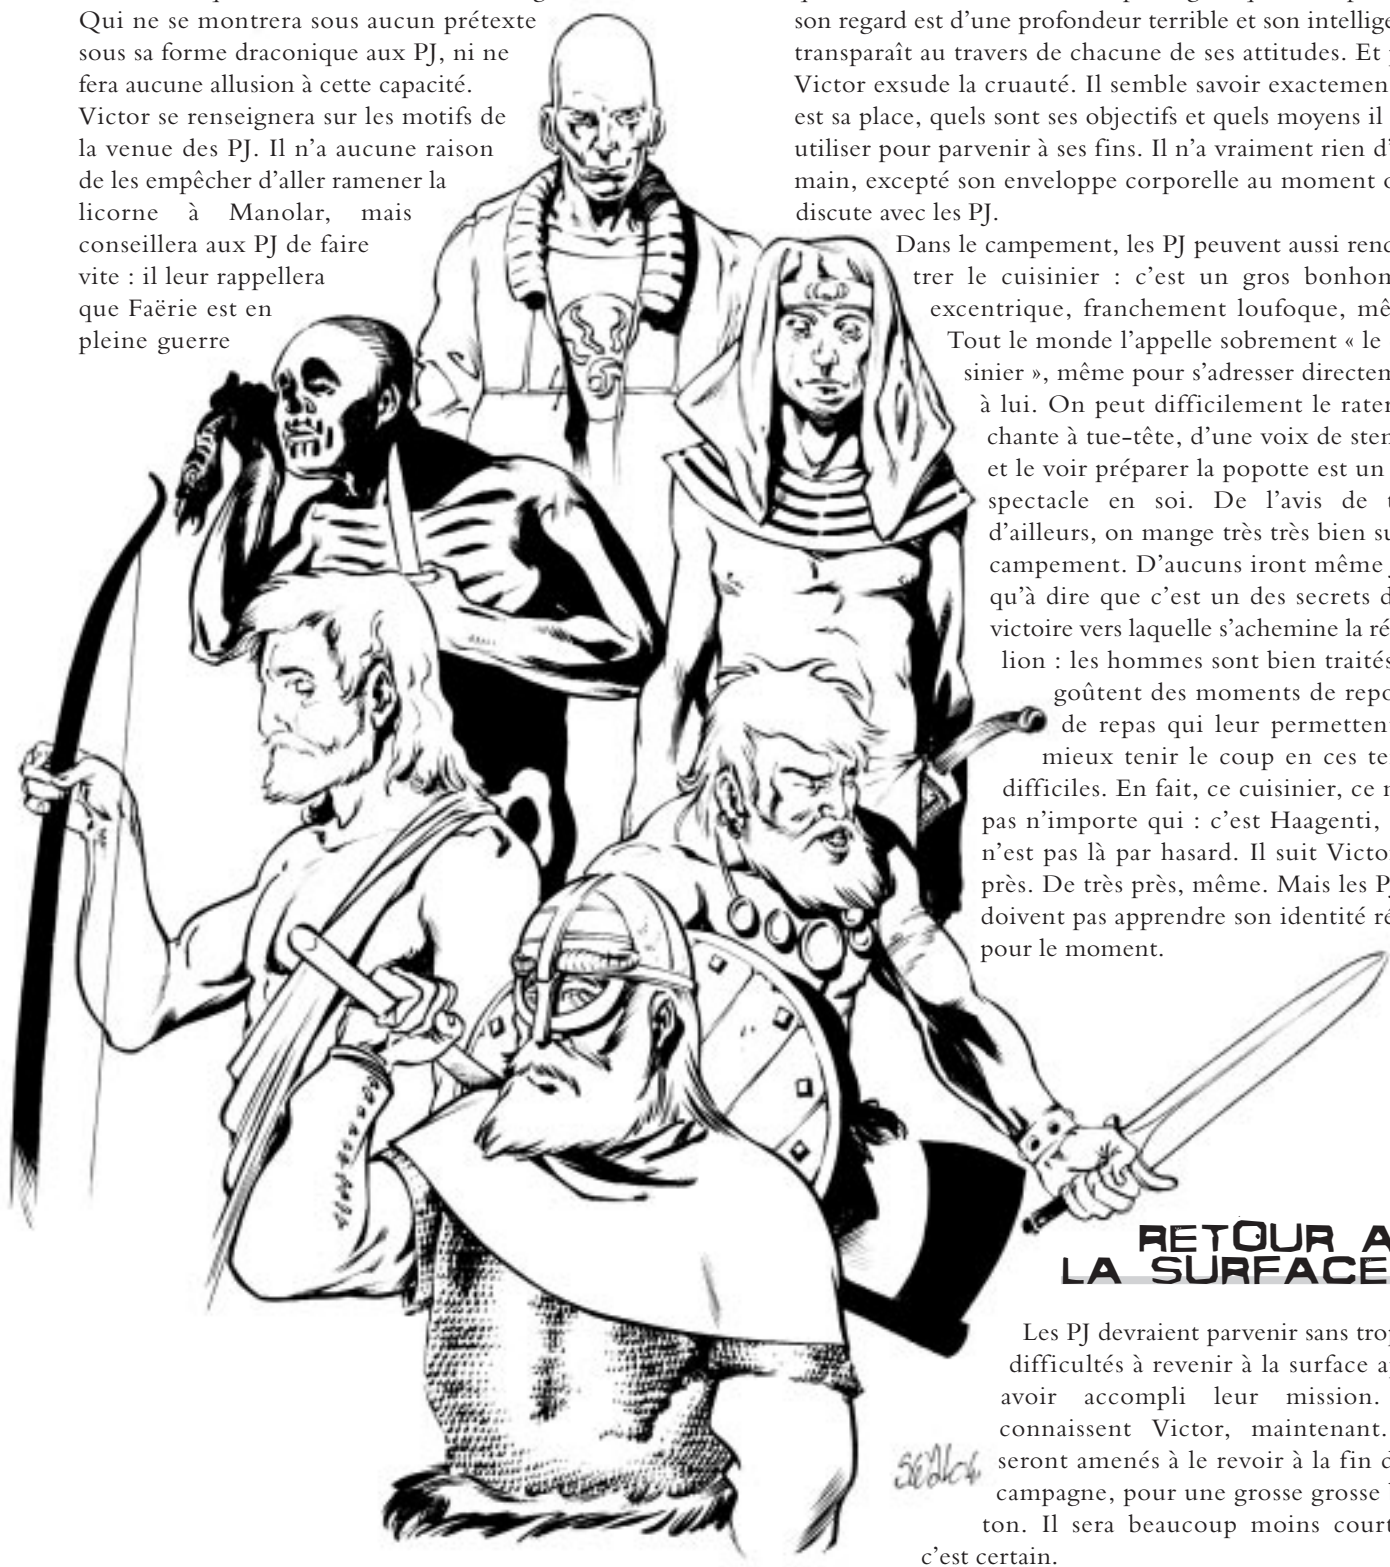 Qui ne se montrera sous aucun prétexte
sous sa forme draconique aux PJ, ni ne
fera aucune allusion à cette capacité.
Victor se renseignera sur les motifs de
la venue des PJ. Il n'a aucune raison
de les empêcher d'aller ramener la
licorne à Manolar, mais
conseillera aux PJ de faire
vite : il leur rappellera
que Faërie est en
pleine guerre
son regard est d'une profondeur terrible et son intellige
transparaît au travers de chacune de ses attitudes. Et
Victor exsude la cruauté. Il semble savoir exactemen
est sa place, quels sont ses objectifs et quels moyens il
utiliser pour parvenir à ses fins. Il n'a vraiment rien d'
main, excepté son enveloppe corporelle au moment
discute avec les PJ.
Dans le campement, les PJ peuvent aussi renc
trer le cuisinier : c'est un gros bonhon
excentrique, franchement loufoque, mê
Tout le monde l'appelle sobrement « le
sinier », même pour s'adresser directem
à lui. On peut difficilement le rater
chante à tue-tête, d'une voix de sten
et le voir préparer la popotte est un
spectacle en soi. De l'avis de
d'ailleurs, on mange très très bien su
campement. D'aucuns iront même
qu'à dire que c'est un des secrets d
victoire vers laquelle s'achemine la ré
lion : les hommes sont bien traités
goûtent des moments de repo
de repas qui leur permetten
mieux tenir le coup en ces te
difficiles. En fait, ce cuisinier, ce
pas n'importe qui : c'est Haagenti,
n'est pas là par hasard. Il suit Victor
près. De très près, même. Mais les P
doivent pas apprendre son identité ré
pour le moment.
RETOUR A
LA SURFACE
Les PJ devraient parvenir sans trop
difficultés à revenir à la surface a
avoir accompli leur mission.
connaissent Victor, maintenant.
seront amenés à le revoir à la fin d
campagne, pour une grosse grosse
ton. Il sera beaucoup moins court
c'est certain.